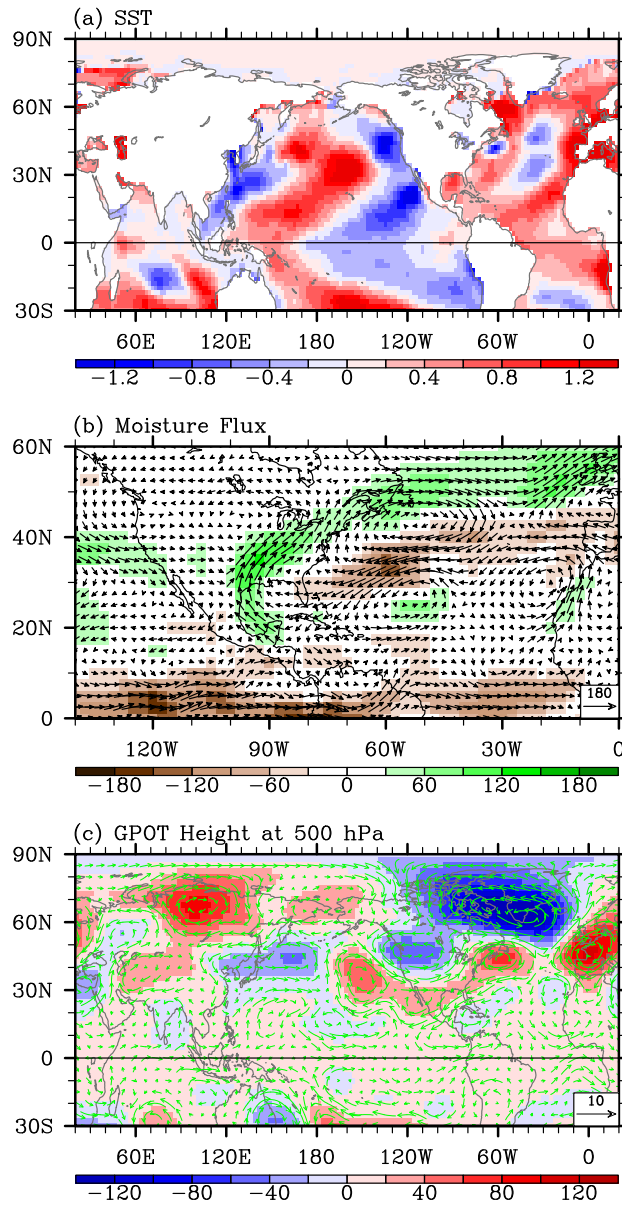 (a) SST
90N
60N
30N
0
30S
60E 120E 180 120W 60W 0
−1.2 −0.8 −0.4 0 0.4 0.8 1.2
(b) Moisture Flux
60N
40N
20N
0
180
120W 90W 60W 30W 0
−180 −120 −60 0 60 120 180
(c) GPOT Height at 500 hPa
90N
60N
30N
0
30S
10
60E 120E 180 120W 60W 0
−120 −80 −40 0 40 80 120